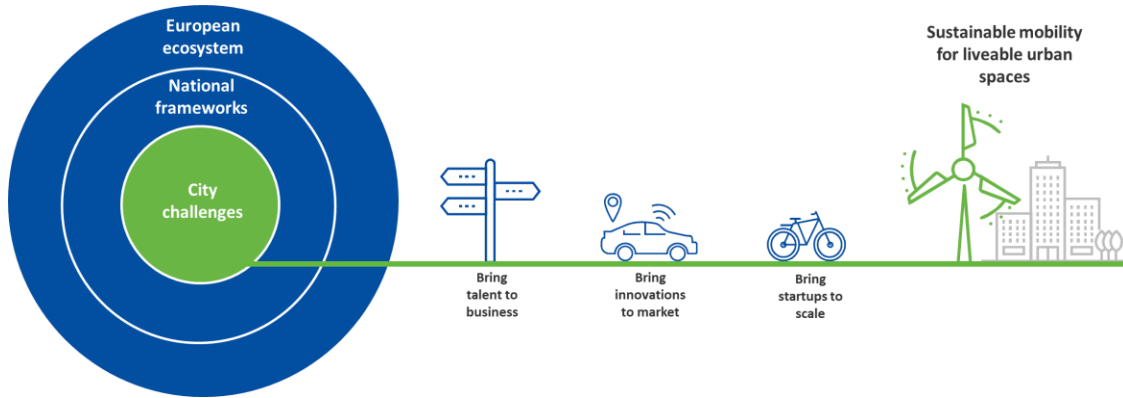 European
ecosystem
National
frameworks
City
challenges
Bring
talent to
business
Bring
innovations
to market
Bring
startups to
scale
Sustainable mobility
for liveable urban
spaces